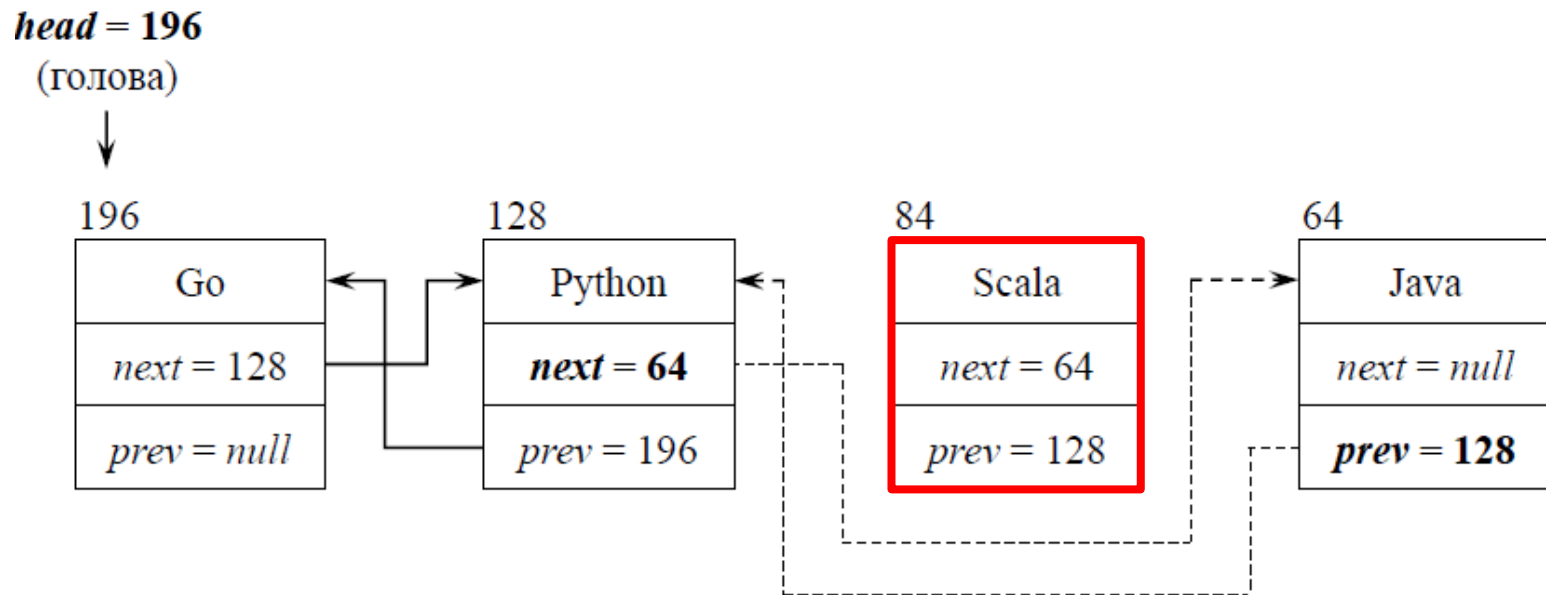 head = 196
(голова)
196
128
84
64
Go
Python
Scala
Java
next = 128
next = 64
next = 64
next = null
prev = null
prev = 196
prev = 128
prev = 128